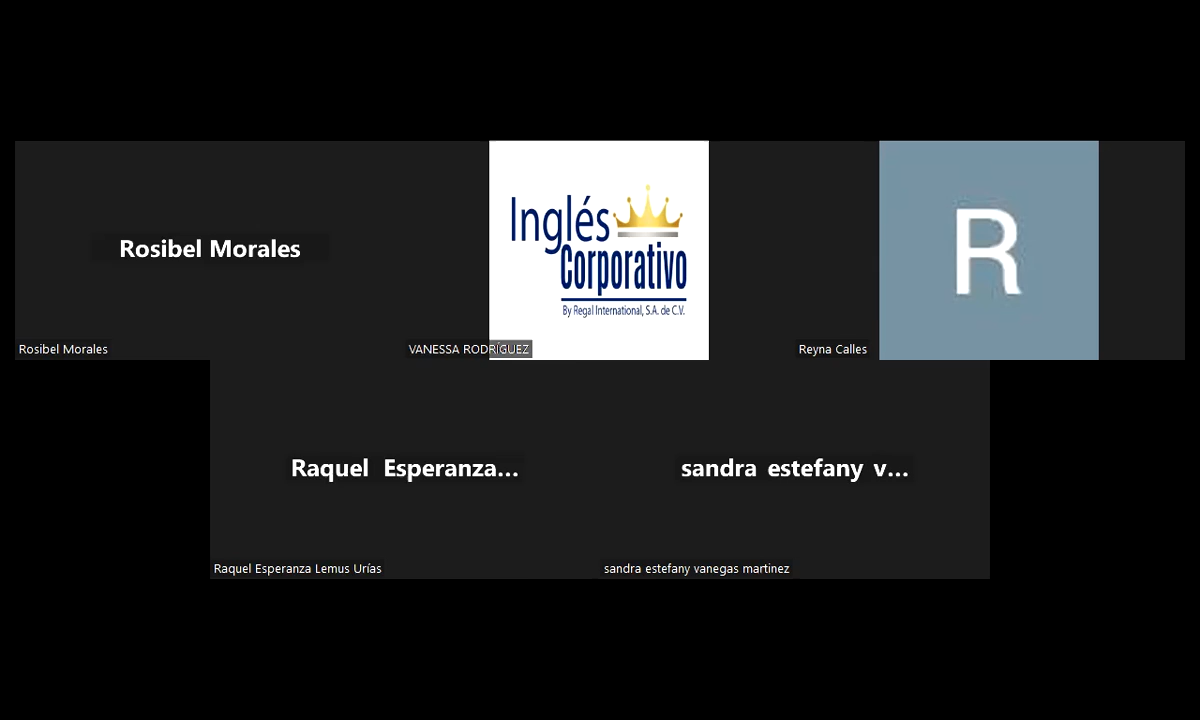 Rosibel Morales
Rosibel Morales
Inglés
Corporativo
By Regal International, S.A. de C.V.
VANESSA RODRÍGUEZ
R
Reyna Calles
Raquel Esperanza...
Raquel Esperanza Lemus Urías
sandra estefany v...
sandra estefany vanegas martinez